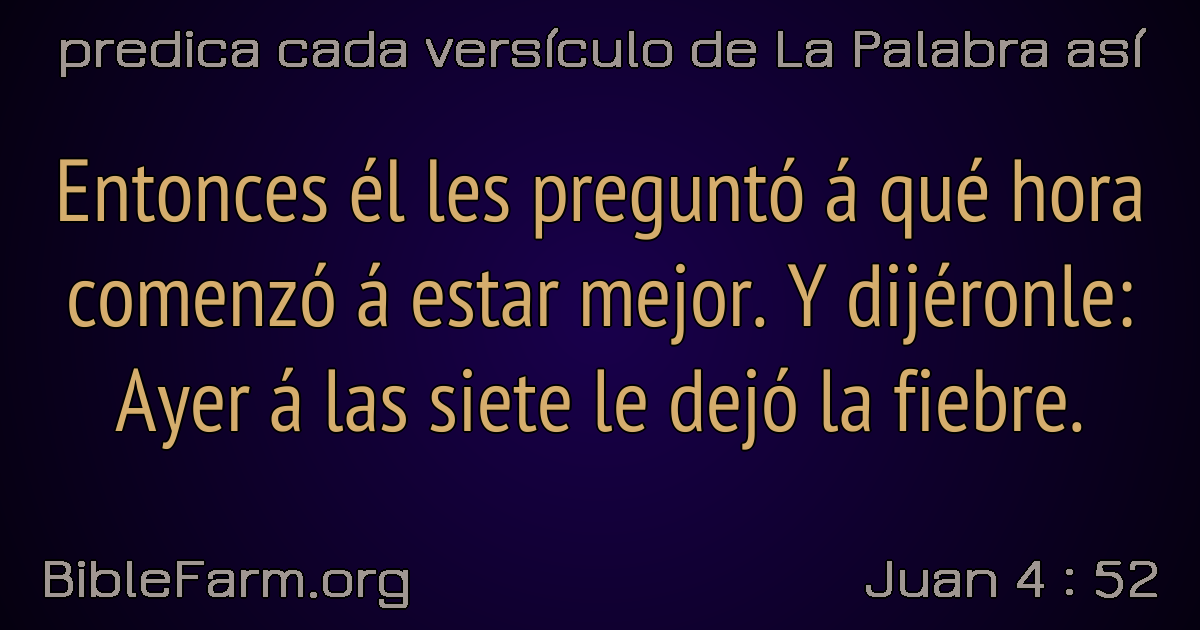 predica cada versículo de La Palabra así
Entonces él les preguntó á qué hora
comenzó á estar mejor. Y dijéronle:
Ayer á las siete le dejó la fiebre.
BibleFarm.org
Juan 4 : 52